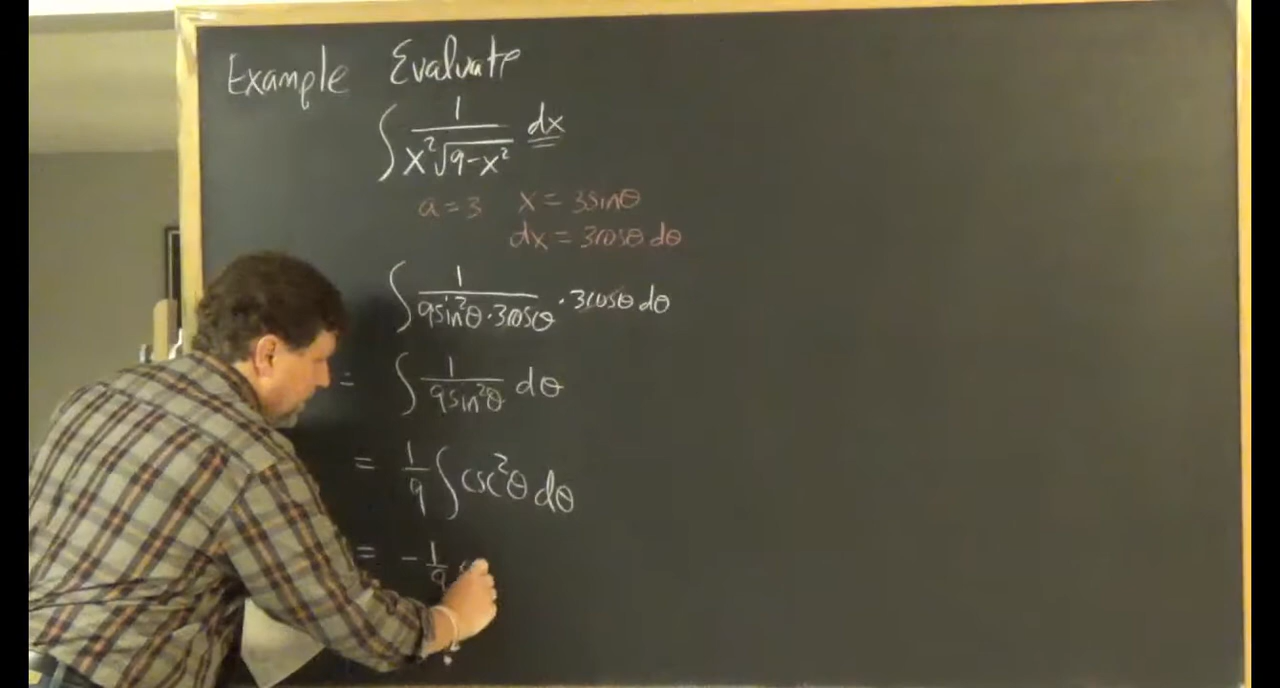 Example Evaluate
∫ 1/(x²√(9-x²)) dx
a = 3 x = 3sinθ
dx = 3cosθ dθ
∫ 1/(9sin²θ · 3cosθ) · 3cosθ dθ
= ∫ 1/(9sin²θ) dθ
= 1/9 ∫ csc²θ dθ
= - 1/9